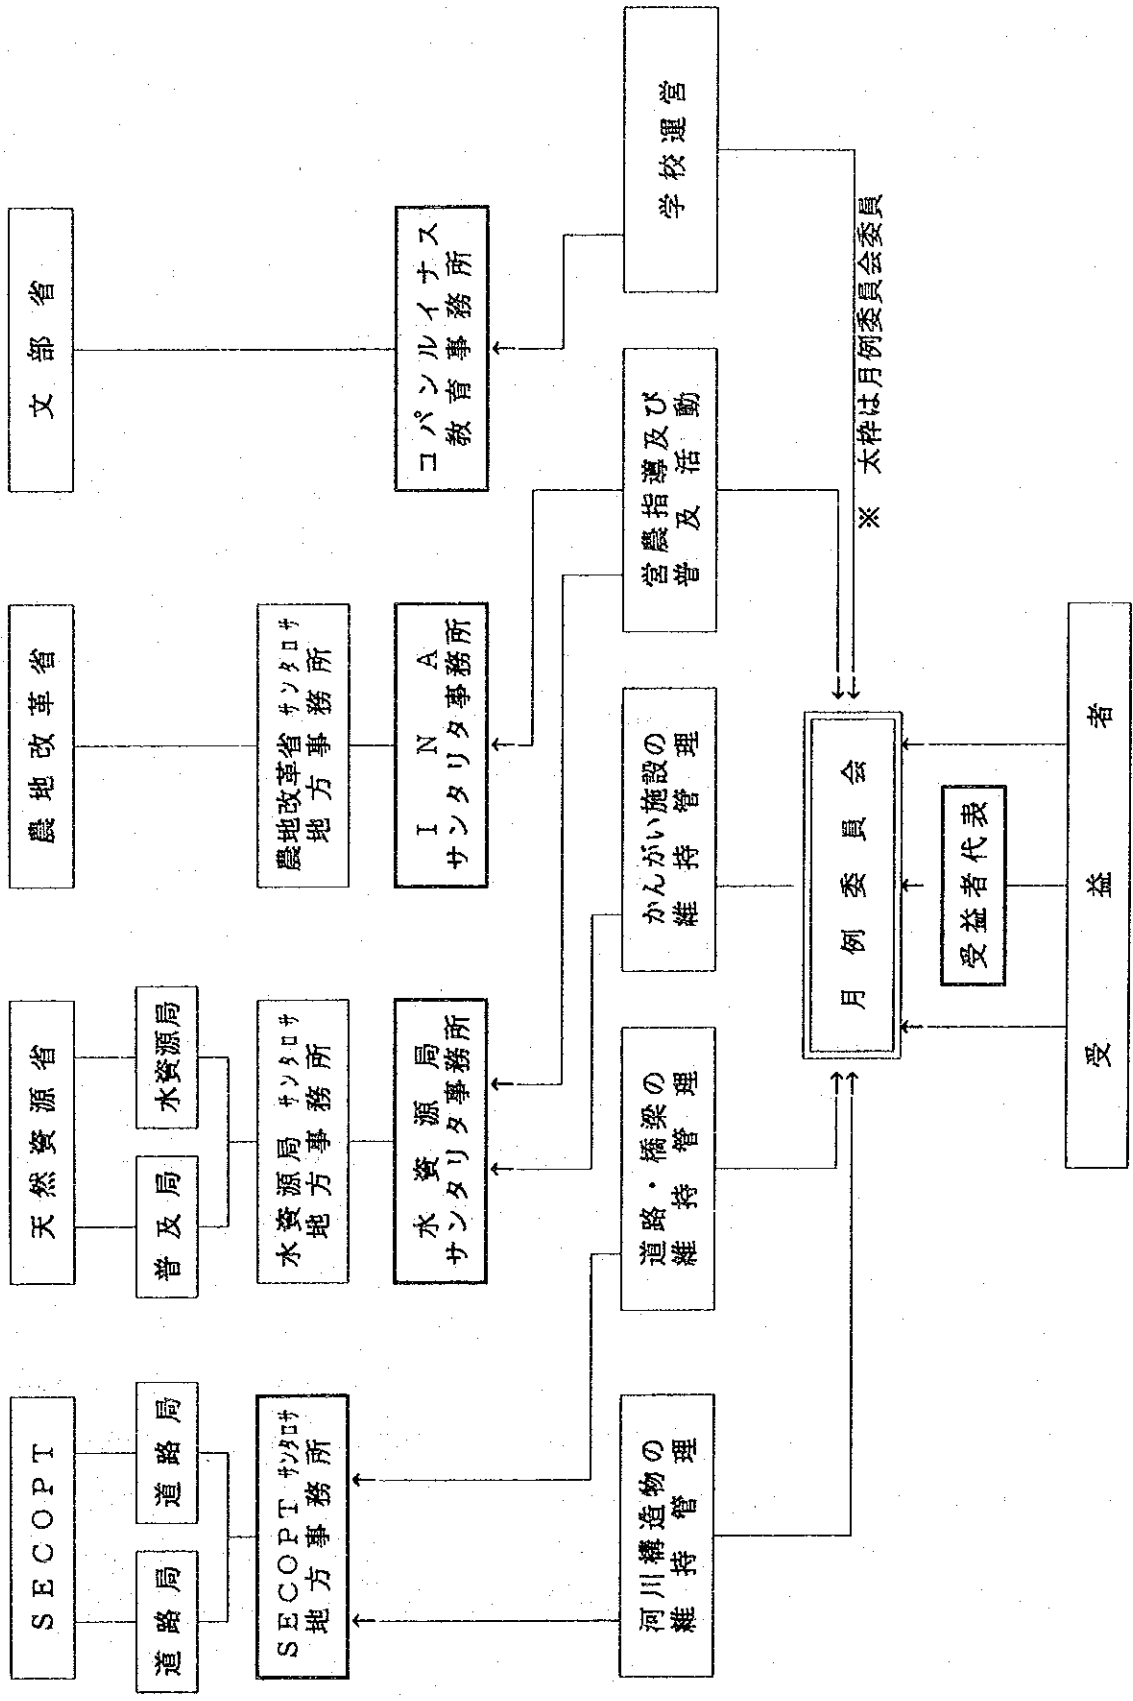 SECOPT
天然資源省
農地改革省
文部省
道路局
道路局
普及局
水資源局
SECOPT サンタロサ
地方事務所
水資源局 サンタロサ
地方事務所
農地改革省 サンタロサ
地方事務所
水資源局
サンタリタ事務所
INA
サンタリタ事務所
コパンルイナス
教育事務所
河川構造物の
維持管理
道路・橋梁の
維持管理
かんがい施設の
維持管理
営農指導及び
普及活動
学校運営
月例委員会
※ 太枠は月例委員会委員
受益者代表
受益者